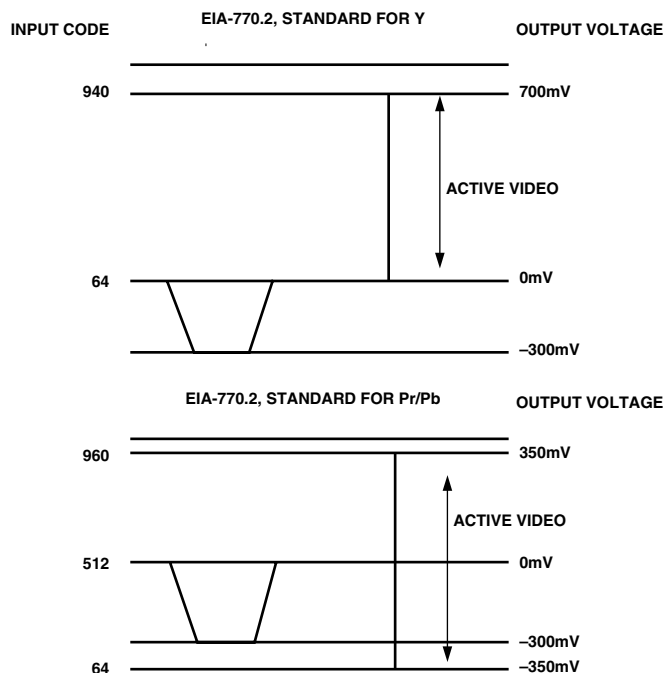 EIA-770.2, STANDARD FOR Y
INPUT CODE
OUTPUT VOLTAGE
940
700mV
ACTIVE VIDEO
64
0mV
–300mV
EIA-770.2, STANDARD FOR Pr/Pb
OUTPUT VOLTAGE
960
350mV
ACTIVE VIDEO
512
0mV
–300mV
64
–350mV